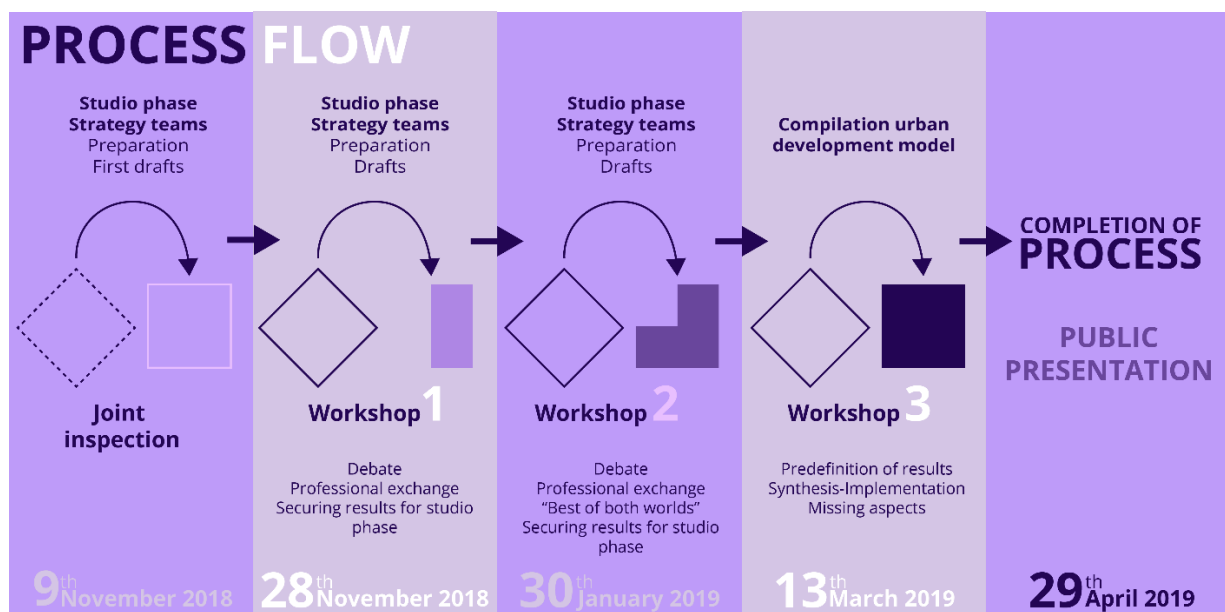 PROCESS FLOW
Studio phase
Strategy teams
Preparation
First drafts
Joint
inspection
9th November 2018
Studio phase
Strategy teams
Preparation
Drafts
Workshop 1
Debate
Professional exchange
Securing results for studio
phase
28th November 2018
Studio phase
Strategy teams
Preparation
Drafts
Workshop 2
Debate
Professional exchange
“Best of both worlds”
Securing results for studio
phase
30th January 2019
Compilation urban
development model
Workshop 3
Predefinition of results
Synthesis-Implementation
Missing aspects
13th March 2019
COMPLETION OF
PROCESS
PUBLIC
PRESENTATION
29th April 2019